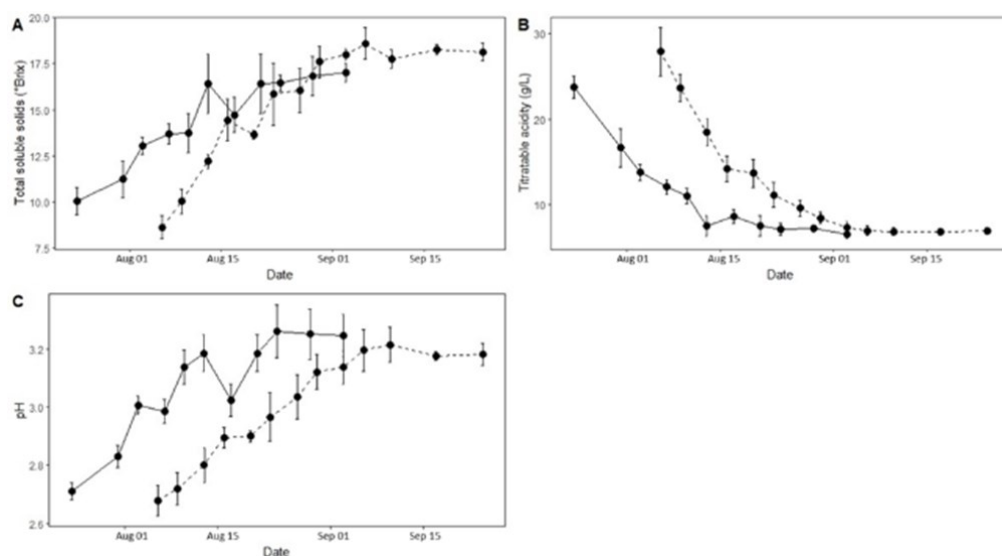 A
Total soluble solids (°Brix)
20.0
17.5
15.0
12.5
10.0
7.5
Aug 01 Aug 15 Sep 01 Sep 15
Date
B
Titratable acidity (g/L)
30
20
10
Aug 01 Aug 15 Sep 01 Sep 15
Date
C
pH
3.2
3.0
2.8
2.6
Aug 01 Aug 15 Sep 01 Sep 15
Date